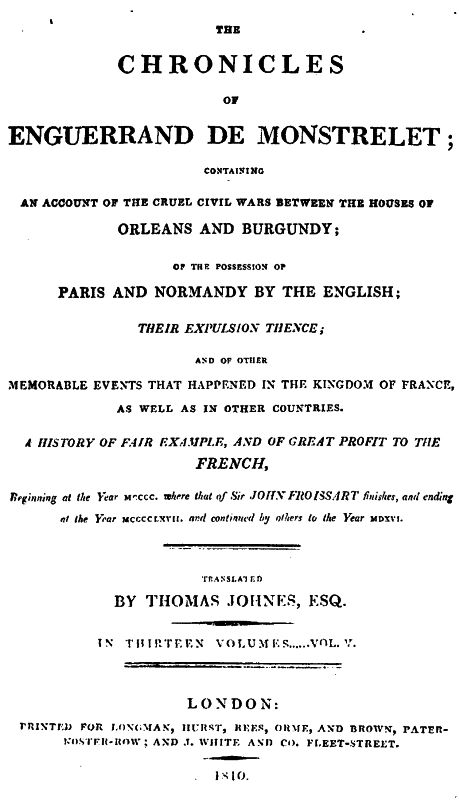 THE
CHRONICLES
OF
ENGUERRAND DE MONSTRELET;
CONTAINING
AN ACCOUNT OF THE CRUEL CIVIL WARS BETWEEN THE HOUSES OF
ORLEANS AND BURGUNDY;
OF THE POSSESSION OF
PARIS AND NORMANDY BY THE ENGLISH;
THEIR EXPULSION THENCE;
AND OF OTHER
MEMORABLE EVENTS THAT HAPPENED IN THE KINGDOM OF FRANCE,
AS WELL AS IN OTHER COUNTRIES.
A HISTORY OF FAIR EXAMPLE, AND OF GREAT PROFIT TO THE
FRENCH,
Beginning at the Year MCCCC. where that of Sir JOHN FROISSART finishes, and ending
at the Year MCCCCLXVII. and continued by others to the Year MDXVI.
TRANSLATED
BY THOMAS JOHNES, ESQ.
IN THIRTEEN VOLUMES......VOL. V.
LONDON:
PRINTED FOR LONGMAN, HURST, REES, ORME, AND BROWN, PATER-
NOSTER-ROW; AND J. WHITE AND CO. FLEET-STREET.
1810.